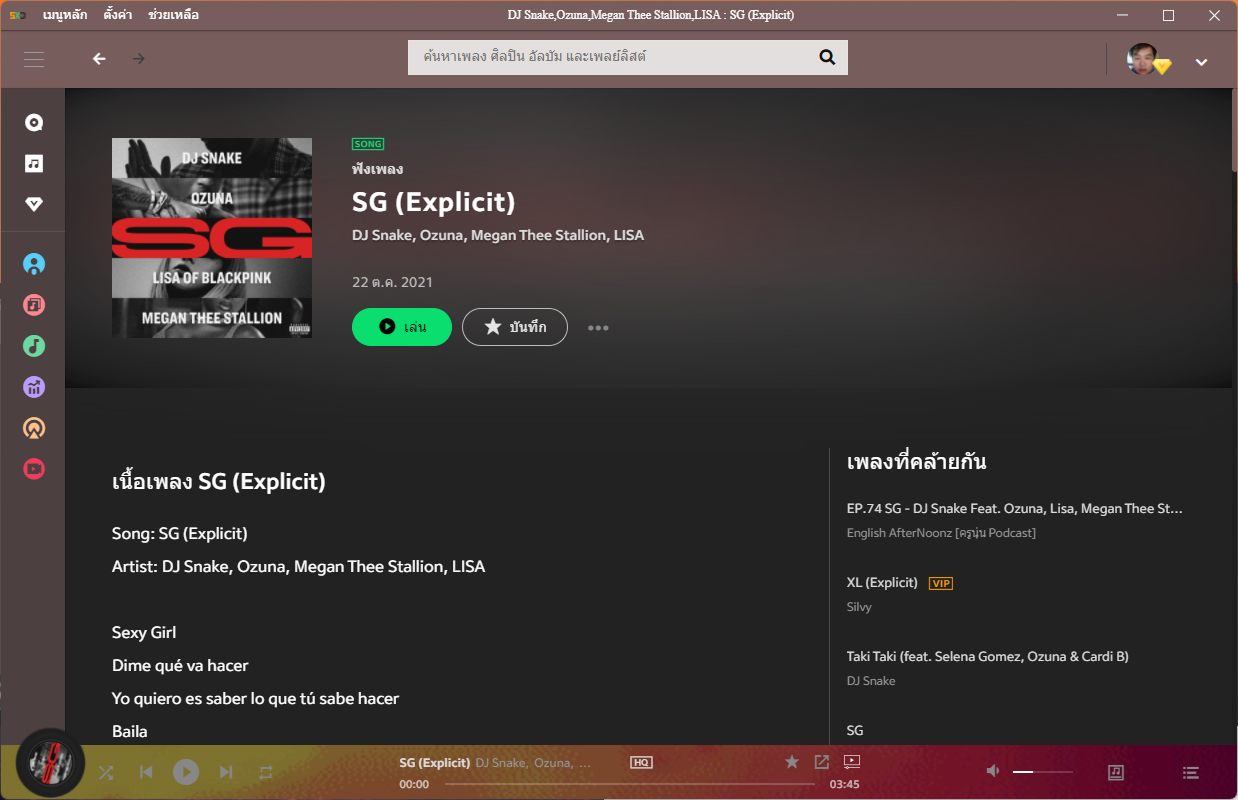 เมนูหลัก ตั้งค่า ช่วยเหลือ
DJ Snake,Ozuna,Megan Thee Stallion,LISA : SG (Explicit)
ค้นหาเพลง ศิลปิน อัลบัม และเพลย์ลิสต์
DJ SNAKE
OZUNA
SG
LISA OF BLACKPINK
MEGAN THEE STALLION
SONG
ฟังเพลง
SG (Explicit)
DJ Snake, Ozuna, Megan Thee Stallion, LISA
22 ต.ค. 2021
เล่น
บันทึก
เนื้อเพลง SG (Explicit)
Song: SG (Explicit)
Artist: DJ Snake, Ozuna, Megan Thee Stallion, LISA
Sexy Girl
Dime qué va hacer
Yo quiero es saber lo que tú sabe hacer
Baila
เพลงที่คล้ายกัน
EP.74 SG - DJ Snake Feat. Ozuna, Lisa, Megan Thee St...
English AfterNoonz [ครูนุ่น Podcast]
XL (Explicit) VIP
Silvy
Taki Taki (feat. Selena Gomez, Ozuna & Cardi B)
DJ Snake
SG
SG (Explicit) DJ Snake, Ozuna, ...
HQ
00:00
03:45